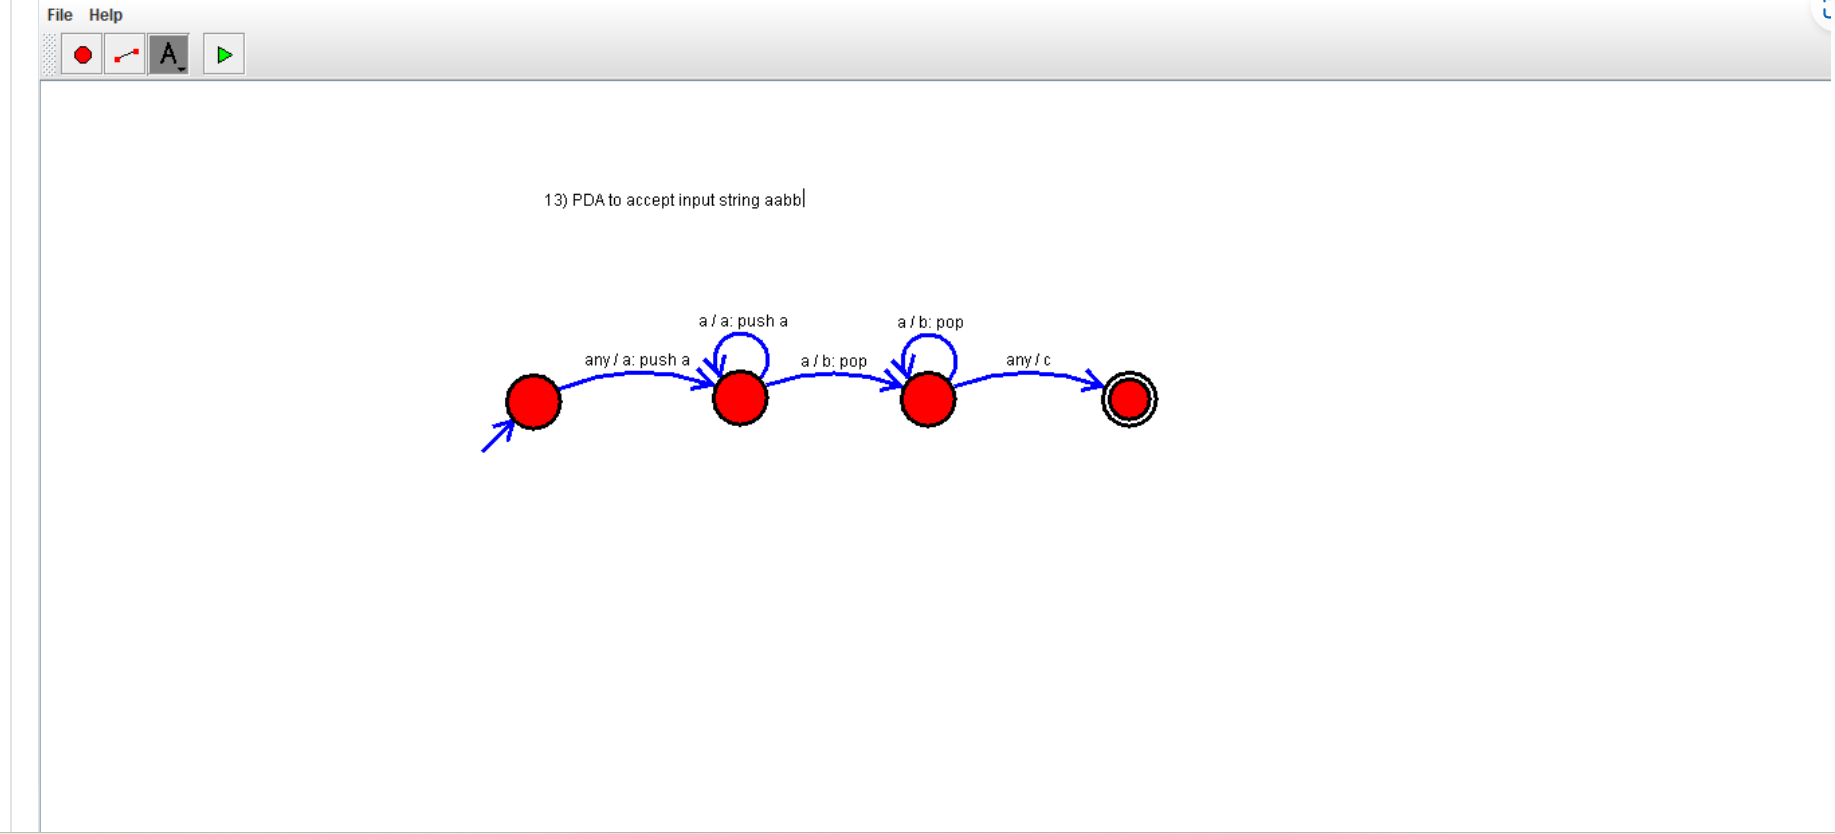 File Help
A
13) PDA to accept input string aabb
a / a: push a
a / b: pop
any / a: push a
a / b: pop
any / c